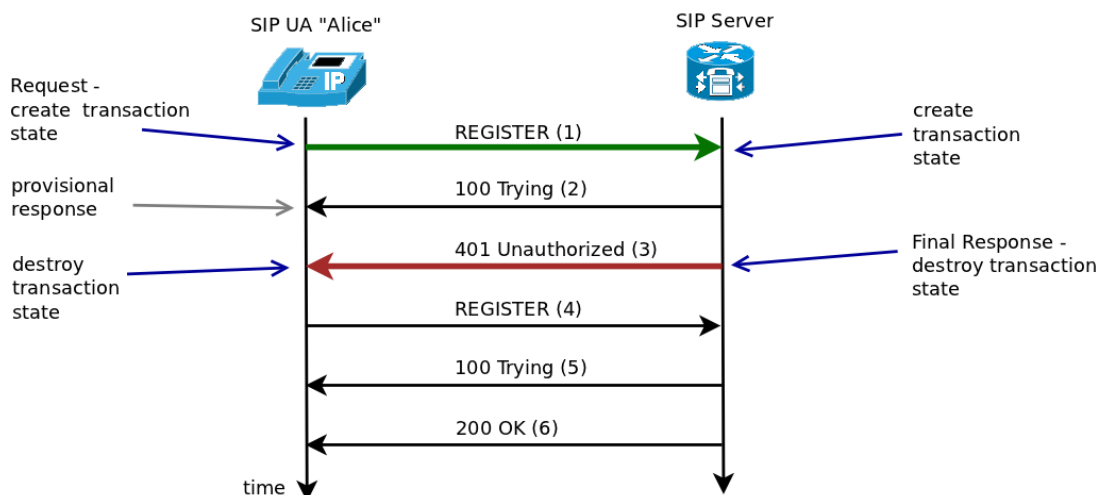 SIP UA "Alice"
SIP Server
IP
Request -
create transaction
state
REGISTER (1)
create
transaction
state
provisional
response
100 Trying (2)
401 Unauthorized (3)
Final Response -
destroy transaction
state
destroy
transaction
state
REGISTER (4)
100 Trying (5)
200 OK (6)
time